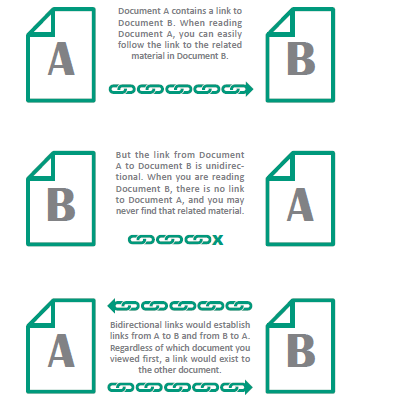 Document A contains a link to
Document B. When reading
Document A, you can easily
follow the link to the related
material in Document B.
A
B
But the link from Document
A to Document B is unidirec-
tional. When you are reading
Document B, there is no link
to Document A, and you may
never find that related material.
B
A
x
Bidirectional links would establish
links from A to B and from B to A.
Regardless of which document you
viewed first, a link would exist to
the other document.
A
B